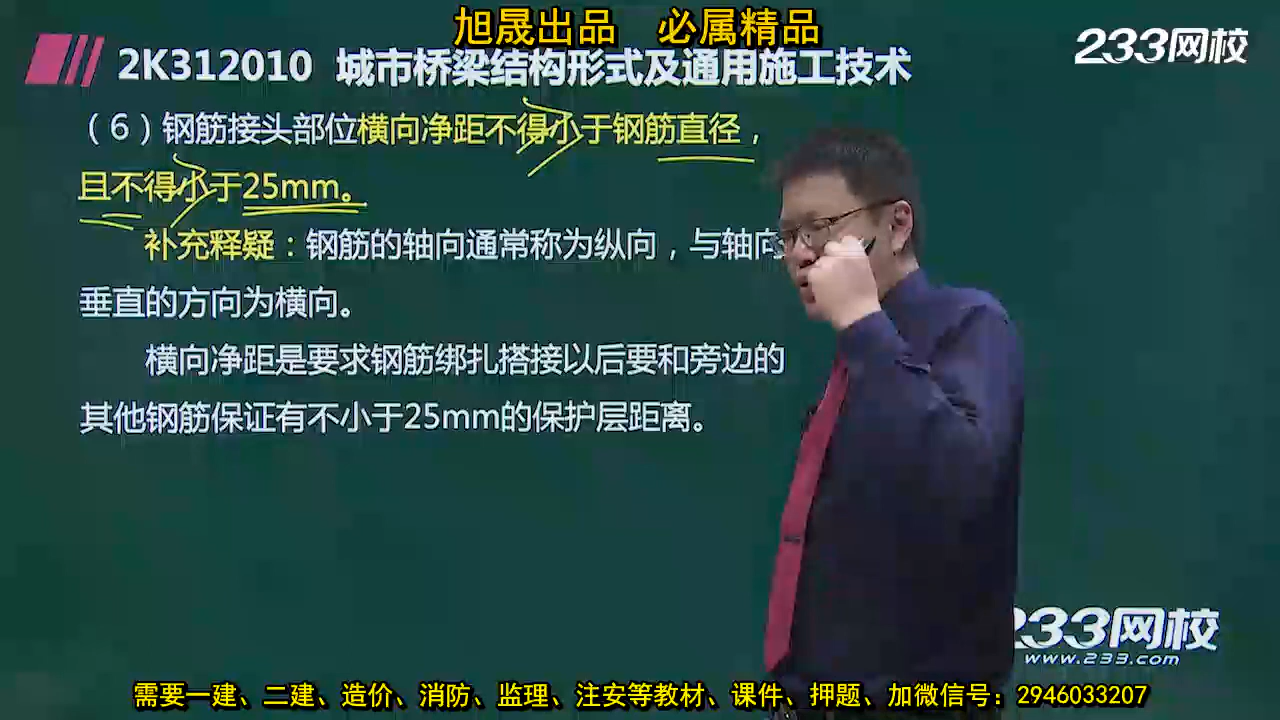 旭晟出品 必属精品
2K312010 城市桥梁结构形式及通用施工技术
233网校
（6）钢筋接头部位横向净距不得小于钢筋直径，
且不得小于25mm。
补充释疑：钢筋的轴向通常称为纵向，与轴向
垂直的方向为横向。
横向净距是要求钢筋绑扎搭接以后要和旁边的
其他钢筋保证有不小于25mm的保护层距离。
233网校
www.233.com
需要一建、二建、造价、消防、监理、注安等教材、课件、押题、加微信号：2946033207